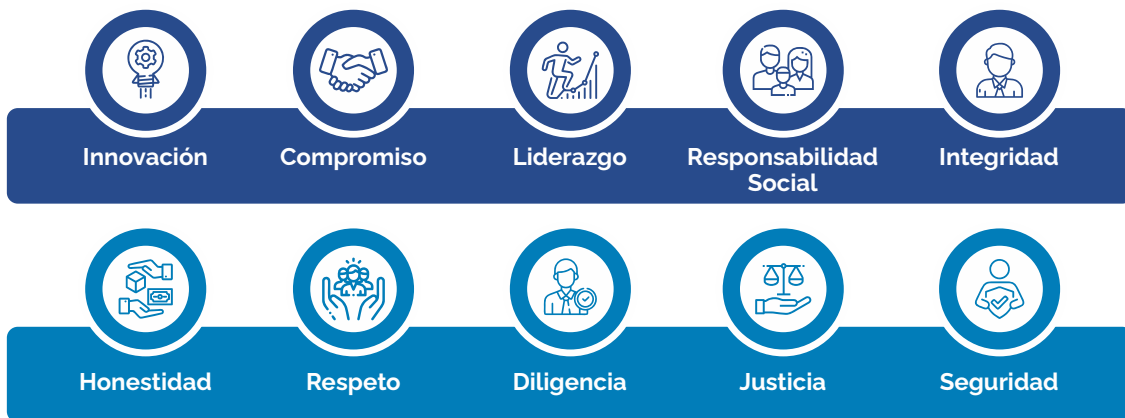 Innovación
Compromiso
Liderazgo
Responsabilidad
Social
Integridad
Honestidad
Respeto
Diligencia
Justicia
Seguridad